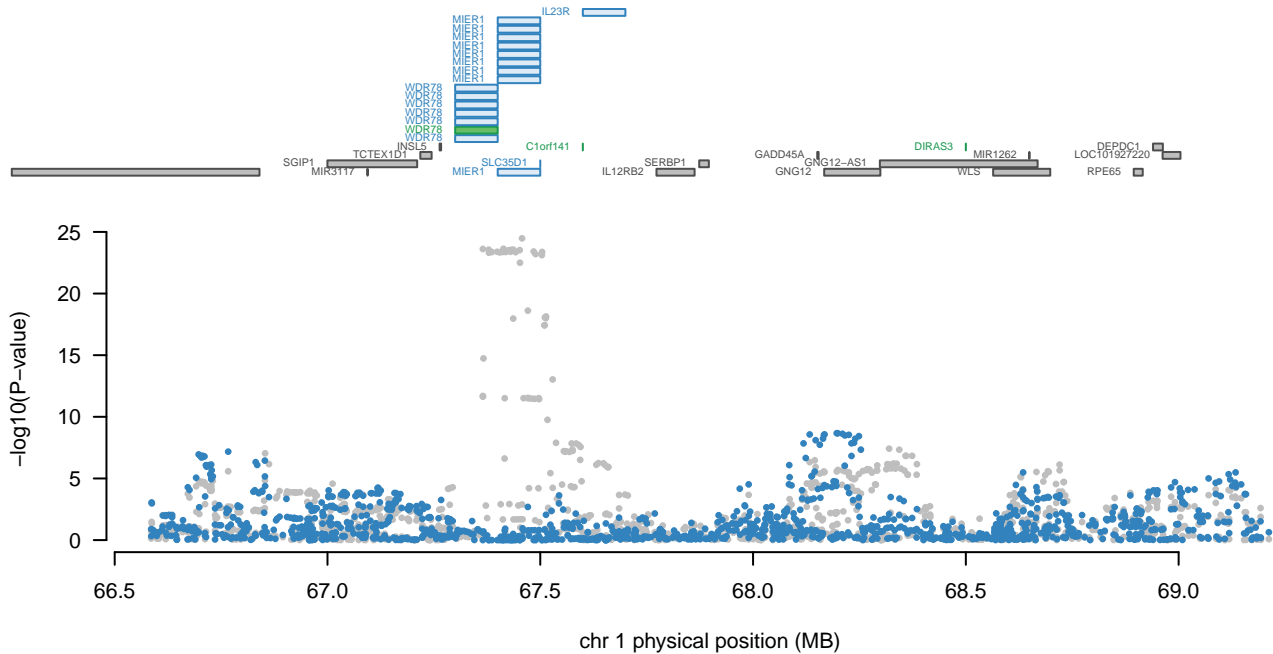 IL23R
MIER1
MIER1
MIER1
MIER1
MIER1
MIER1
MIER1
MIER1
WDR78
WDR78
WDR78
WDR78
WDR78
WDR78
WDR78
INSL5 C1orf141 DIRAS3 DEPDC1
TCTEX1D1 GADD45A MIR1262 LOC101927220
SGIP1 SLC35D1 SERBP1 GNG12−AS1
MIR3117 MIER1 IL12RB2 GNG12 WLS RPE65
25
20
15
10
5
0
−log10(P−value)
66.5 67.0 67.5 68.0 68.5 69.0
chr 1 physical position (MB)